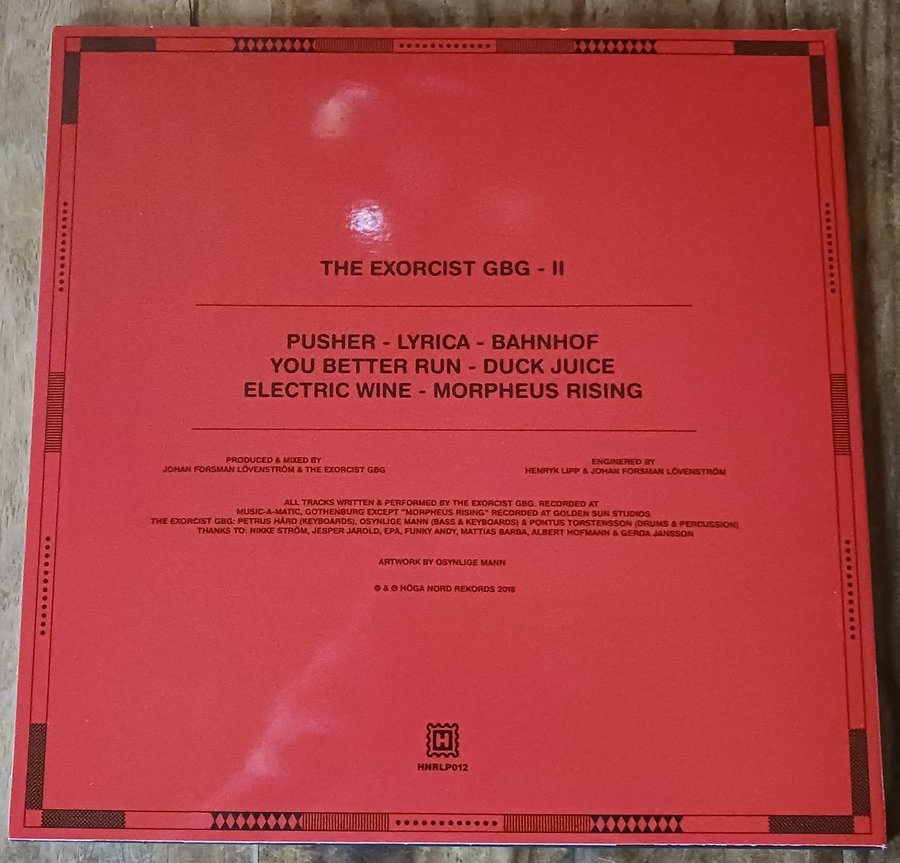 THE EXORCIST GBG - II
PUSHER - LYRICA - BAHNHOF
YOU BETTER RUN - DUCK JUICE
ELECTRIC WINE - MORPHEUS RISING
PRODUCED & MIXED BY
JOHAN FORSMAN LÖVENSTRÖM & THE EXORCIST GBG
ENGINERED BY
HENRYK LIPP & JOHAN FORSMAN LÖVENSTRÖM
ALL TRACKS WRITTEN & PERFORMED BY THE EXORCIST GBG. RECORDED AT
MUSIC-A-MATIC, GOTHENBURG EXCEPT "MORPHEUS RISING" RECORDED AT GOLDEN SUN STUDIOS
THE EXORCIST GBG: PETRUS HÅRD (KEYBOARDS), OSYNLIGE MANN (BASS & KEYBOARDS) & PONTUS TORSTENSSON (DRUMS & PERCUSSION)
THANKS TO: NIKKE STRÖM, JESPER JAROLD, EPA, FUNKY ANDY, MATTIAS BARBA, ALBERT HOFMANN & GERDA JANSSON
ARTWORK BY OSYNLIGE MANN
© & ℗ HÖGA NORD REKORDS 2018
H
HNRLP012